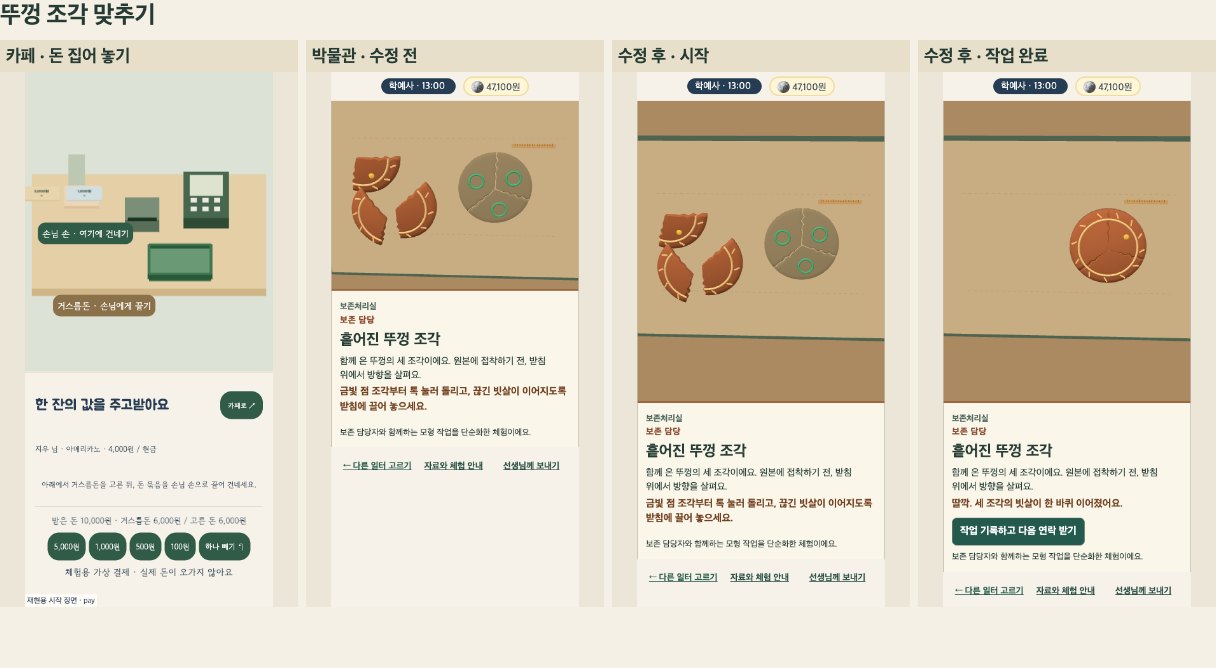 뚜껑 조각 맞추기
카페 · 돈 집어 놓기
손님 손 · 여기에 건네기
거스름돈 · 손님에게 끌기
한 잔의 값을 주고받아요
카페로 ↗
지우 님 · 아메리카노 · 4,000원 / 현금
아래에서 거스름돈을 고른 뒤, 돈 묶음을 손님 손으로 끌어 건네세요.
받은 돈 10,000원 · 거스름돈 6,000원 / 고른 돈 6,000원
5,000원 1,000원 500원 100원 하나 빼기
체험용 가상 결제 · 실제 돈이 오가지 않아요
재현용 시작 장면 · pay
박물관 · 수정 전
학예사 · 13:00
47,100원
보존처리실
보존 담당
흩어진 뚜껑 조각
함께 온 뚜껑의 세 조각이에요. 원본에 접착하기 전, 받침
위에서 방향을 살펴요.
금빛 점 조각부터 톡 눌러 돌리고, 끊긴 빗살이 이어지도록
받침에 끌어 놓으세요.
보존 담당자와 함께하는 모형 작업을 단순화한 체험이에요.
← 다른 일터 고르기 자료와 체험 안내 선생님께 보내기
수정 후 · 시작
학예사 · 13:00
47,100원
보존처리실
보존 담당
흩어진 뚜껑 조각
함께 온 뚜껑의 세 조각이에요. 원본에 접착하기 전, 받침
위에서 방향을 살펴요.
금빛 점 조각부터 톡 눌러 돌리고, 끊긴 빗살이 이어지도록
받침에 끌어 놓으세요.
보존 담당자와 함께하는 모형 작업을 단순화한 체험이에요.
← 다른 일터 고르기 자료와 체험 안내 선생님께 보내기
수정 후 · 작업 완료
학예사 · 13:00
47,100원
보존처리실
보존 담당
흩어진 뚜껑 조각
함께 온 뚜껑의 세 조각이에요. 원본에 접착하기 전, 받침
위에서 방향을 살펴요.
딸깍. 세 조각의 빗살이 한 바퀴 이어졌어요.
작업 기록하고 다음 연락 받기
보존 담당자와 함께하는 모형 작업을 단순화한 체험이에요.
← 다른 일터 고르기 자료와 체험 안내 선생님께 보내기